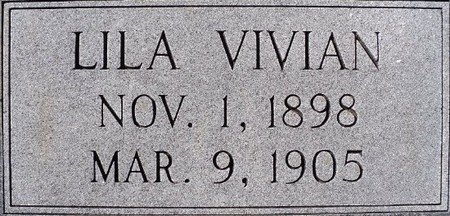 LILA VIVIAN
NOV. 1, 1898
MAR. 9, 1905